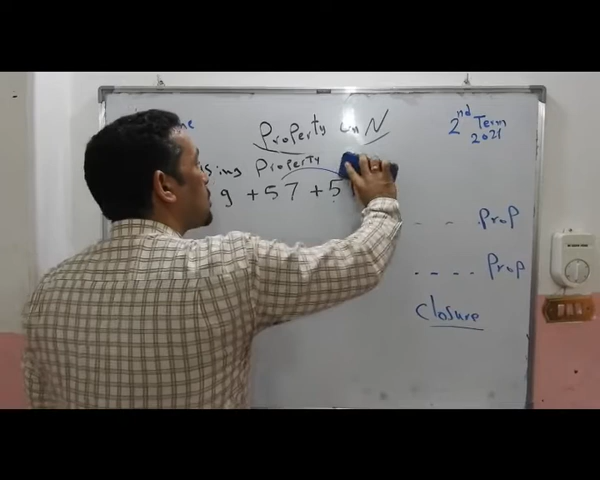 Property in N
2nd Term
2021
using Property
9 + 57 + 5
---- ProP
---- ProP
closure